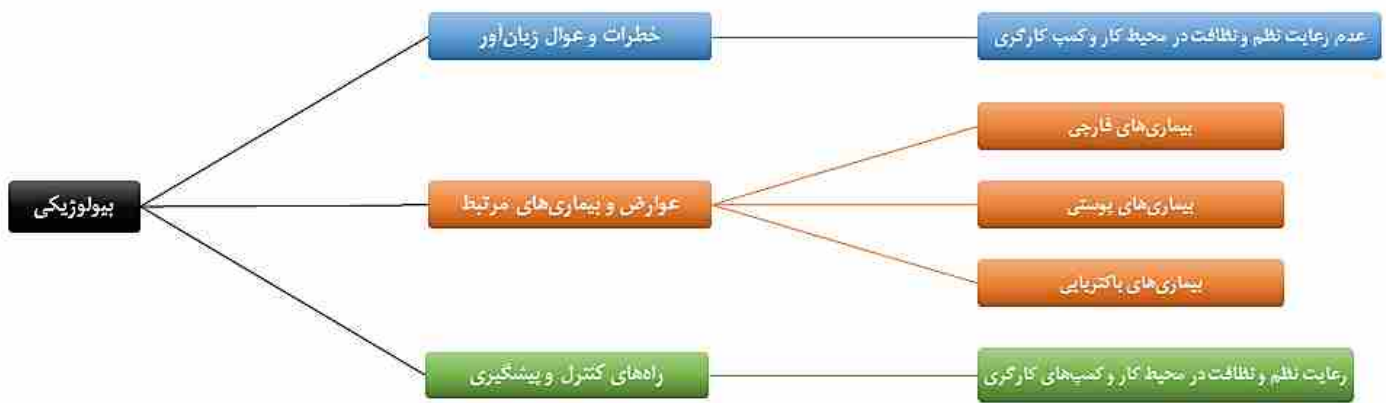 بیولوژیکی
خطرات و عوال زیان‌آور
عدم رعایت نظم و نظافت در محیط کار و کمپ کارگری
عوارض و بیماری‌های مرتبط
بیماری‌های قارچی
بیماری‌های پوستی
بیماری‌های باکتریایی
راه‌های کنترل و پیشگیری
رعایت نظم و نظافت در محیط کار و کمپ‌های کارگری